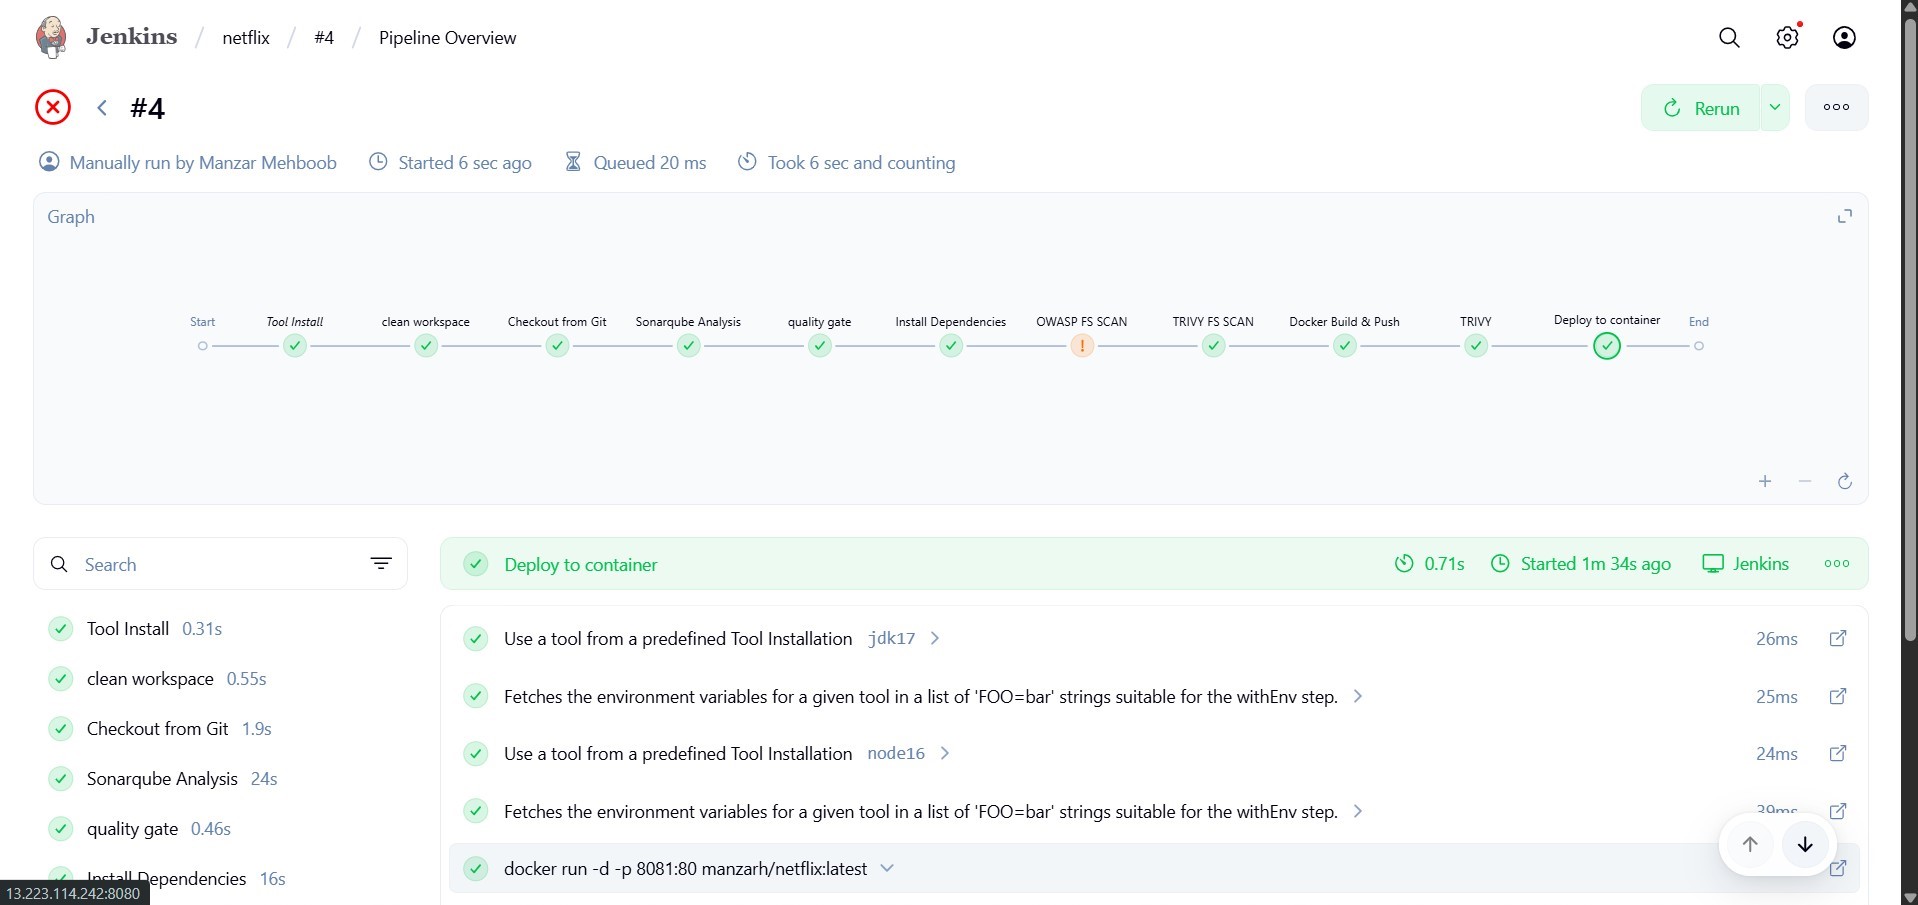 Jenkins / netflix / #4 / Pipeline Overview
#4
Rerun
Manually run by Manzar Mehboob Started 6 sec ago Queued 20 ms Took 6 sec and counting
Graph
Start Tool Install clean workspace Checkout from Git Sonarqube Analysis quality gate Install Dependencies OWASP FS SCAN TRIVY FS SCAN Docker Build & Push TRIVY Deploy to container End
Search
Deploy to container 0.71s Started 1m 34s ago Jenkins
Tool Install 0.31s
clean workspace 0.55s
Checkout from Git 1.9s
Sonarqube Analysis 24s
quality gate 0.46s
Install Dependencies 16s
Use a tool from a predefined Tool Installation jdk17 26ms
Fetches the environment variables for a given tool in a list of 'FOO=bar' strings suitable for the withEnv step. 25ms
Use a tool from a predefined Tool Installation node16 24ms
Fetches the environment variables for a given tool in a list of 'FOO=bar' strings suitable for the withEnv step. 39ms
docker run -d -p 8081:80 manzarh/netflix:latest
13.223.114.242:8080